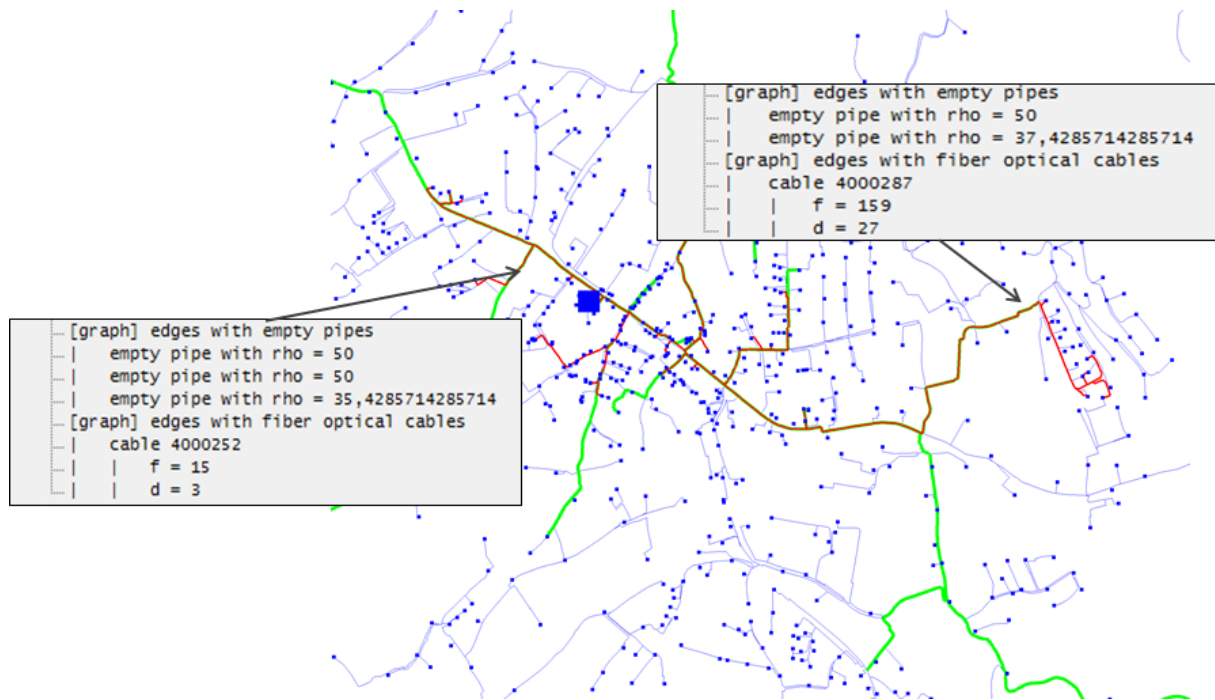 [graph] edges with empty pipes
| empty pipe with rho = 50
| empty pipe with rho = 37,4285714285714
[graph] edges with fiber optical cables
| cable 4000287
| | f = 159
| | d = 27
[graph] edges with empty pipes
| empty pipe with rho = 50
| empty pipe with rho = 50
| empty pipe with rho = 35,4285714285714
[graph] edges with fiber optical cables
| cable 4000252
| | f = 15
| | d = 3